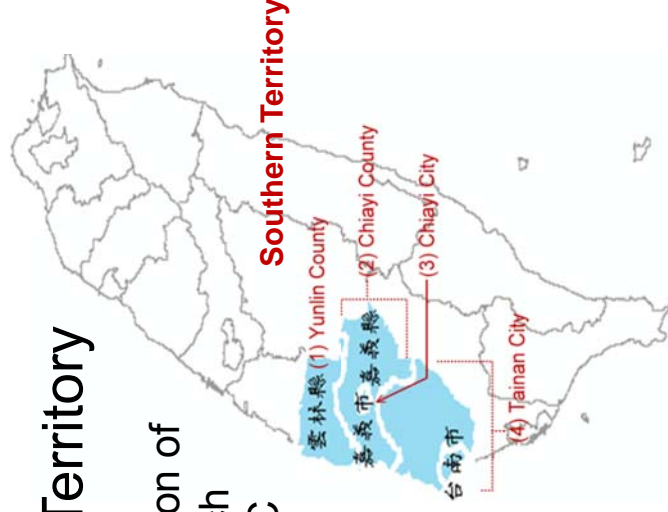 Territory
on of
Southern Territory
(1) Yunlin County
(2) Chiayi County
(3) Chiayi City
(4) Tainan City
雲林縣
嘉義縣
嘉義市
台南市